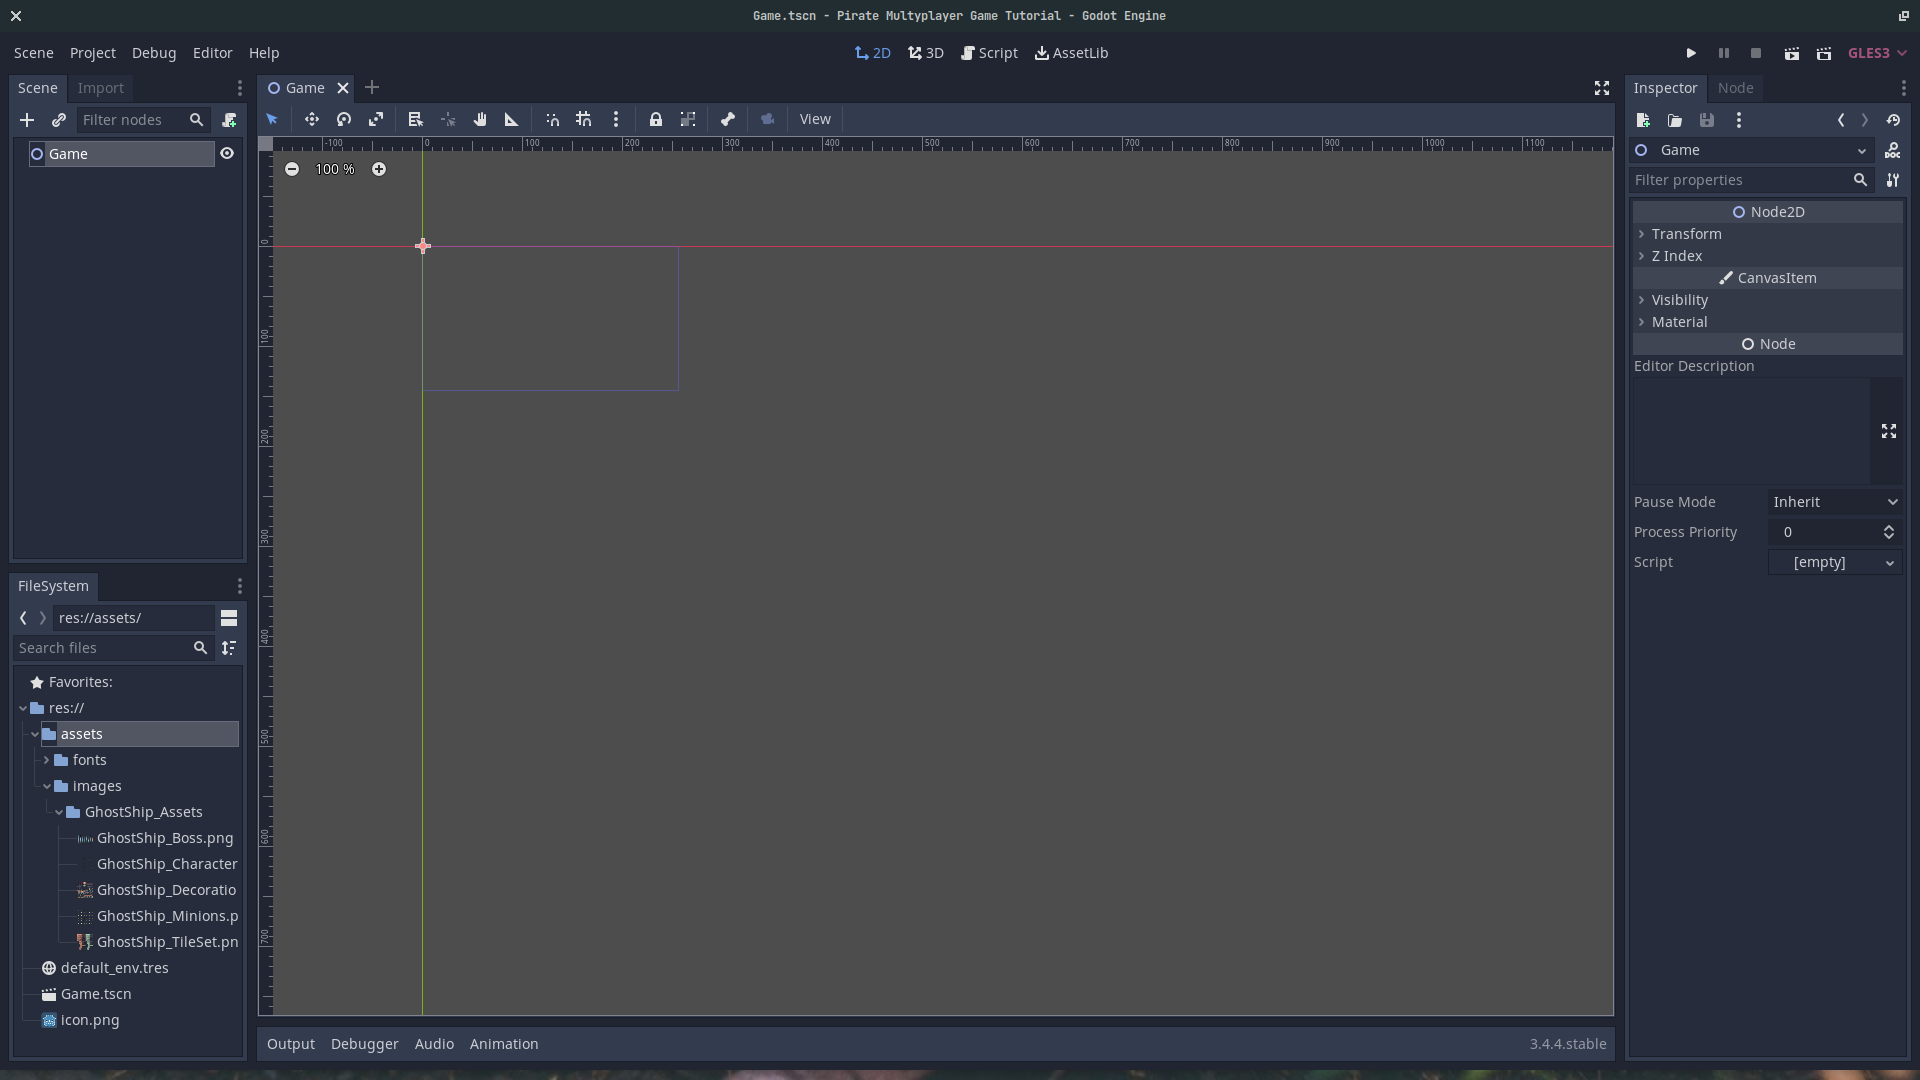 Game.tscn - Pirate Multyplayer Game Tutorial - Godot Engine
Scene Project Debug Editor Help
2D 3D Script AssetLib
GLES3
Scene Import
Filter nodes
Game
FileSystem
res://assets/
Search files
Favorites:
res://
assets
fonts
images
GhostShip_Assets
GhostShip_Boss.png
GhostShip_Character
GhostShip_Decoratio
GhostShip_Minions.p
GhostShip_TileSet.pn
default_env.tres
Game.tscn
icon.png
Game
View
-100 0 100 200 300 400 500 600 700 800 900 1000 1100
100 %
0
100
200
300
400
500
600
700
Output Debugger Audio Animation
3.4.4.stable
Inspector Node
Game
Filter properties
Node2D
Transform
Z Index
CanvasItem
Visibility
Material
Node
Editor Description
Pause Mode Inherit
Process Priority 0
Script [empty]